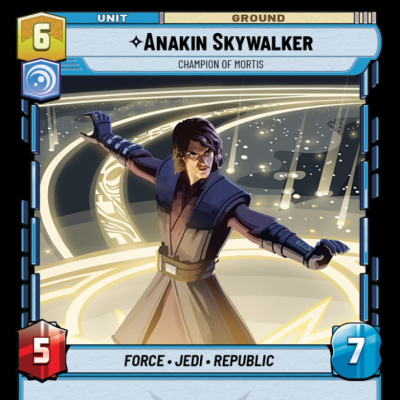 UNIT
GROUND
6
✧ANAKIN SKYWALKER
CHAMPION OF MORTIS
5
FORCE • JEDI • REPUBLIC
7